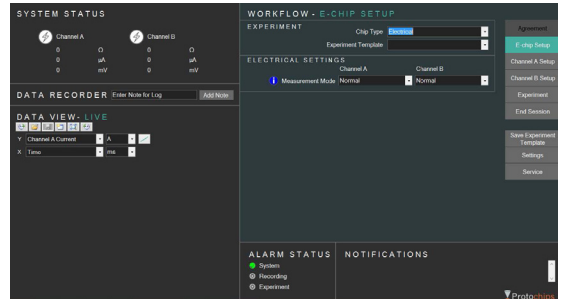 SYSTEM STATUS
Channel A
Channel B
0 Ω 0 Ω
0 µA 0 µA
0 mV 0 mV
DATA RECORDER Enter Note for Log Add Note
DATA VIEW- LIVE
Y Channel A Current A
X Time ms
WORKFLOW - E-CHIP SETUP
EXPERIMENT
Chip Type Electrical
Experiment Template
ELECTRICAL SETTINGS
Channel A Channel B
Measurement Mode Normal Normal
Agreement
E-chip Setup
Channel A Setup
Channel B Setup
Experiment
End Session
Save Experiment
Template
Settings
Service
ALARM STATUS
System
Recording
Experiment
NOTIFICATIONS
Protochips